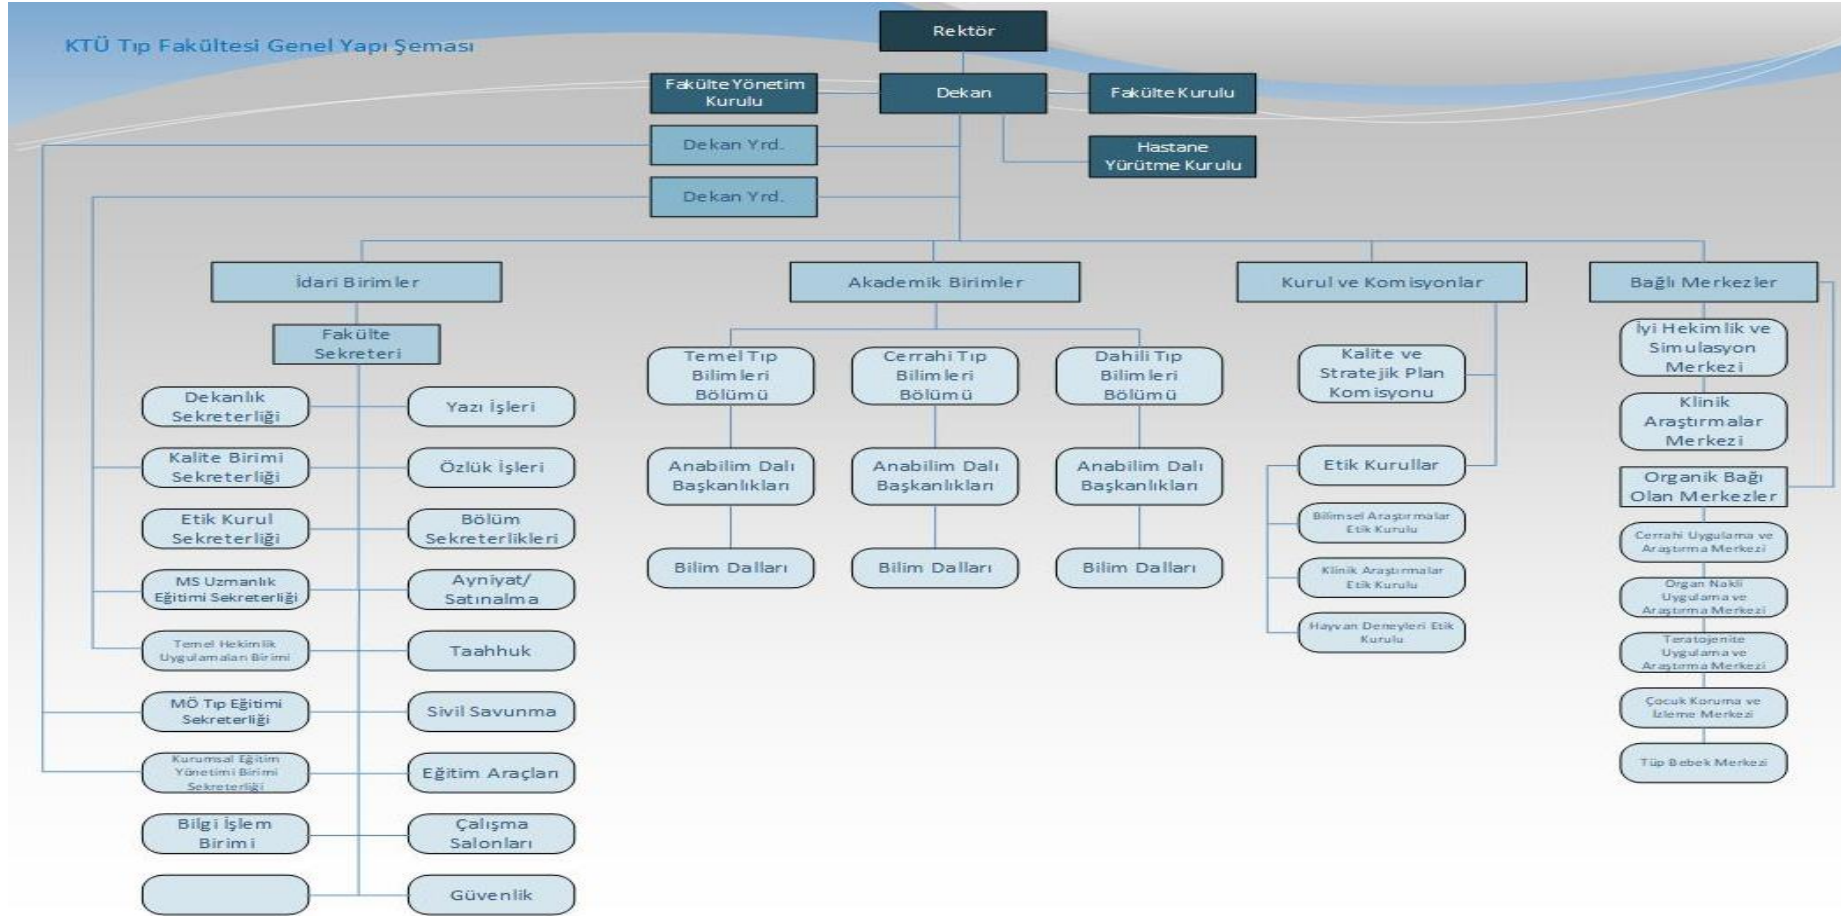 KTÜ Tıp Fakültesi Genel Yapı Şeması
Rektör
Fakülte Yönetim
Kurulu
Dekan
Fakülte Kurulu
Dekan Yrd.
Hastane
Yürütme Kurulu
Dekan Yrd.
İdari Birimler
Akademik Birimler
Kurul ve Komisyonlar
Bağlı Merkezler
Fakülte
Sekreteri
Dekanlık
Sekreterliği
Yazı İşleri
Kalite Birimi
Sekreterliği
Özlük İşleri
Etik Kurul
Sekreterliği
Bölüm
Sekreterlikleri
MS Uzmanlık
Eğitimi Sekreterliği
Ayniyat/
Satınalma
Temel Hekimlik
Uygulamaları Birimi
Taahhuk
MÖ Tıp Eğitimi
Sekreterliği
Sivil Savunma
Kurumsal Eğitim
Yönetimi Birimi
Sekreterliği
Eğitim Araçları
Bilgi İşlem
Birimi
Çalışma
Salonları
Güvenlik
Temel Tıp
Bilimleri
Bölümü
Cerrahi Tıp
Bilimleri
Bölümü
Dahili Tıp
Bilimleri
Bölümü
Anabilim Dalı
Başkanlıkları
Anabilim Dalı
Başkanlıkları
Anabilim Dalı
Başkanlıkları
Bilim Dalları
Bilim Dalları
Bilim Dalları
Kalite ve
Stratejik Plan
Komisyonu
Etik Kurullar
Bilimsel Araştırmalar
Etik Kurulu
Klinik Araştırmalar
Etik Kurulu
Hayvan Deneyleri Etik
Kurulu
İyi Hekimlik ve
Simulasyon
Merkezi
Klinik
Araştırmalar
Merkezi
Organik Bağı
Olan Merkezler
Cerrahi Uygulama ve
Araştırma Merkezi
Organ Nakli
Uygulama ve
Araştırma Merkezi
Teratojenite
Uygulama ve
Araştırma Merkezi
Çocuk Koruma ve
İzleme Merkezi
Tüp Bebek Merkezi